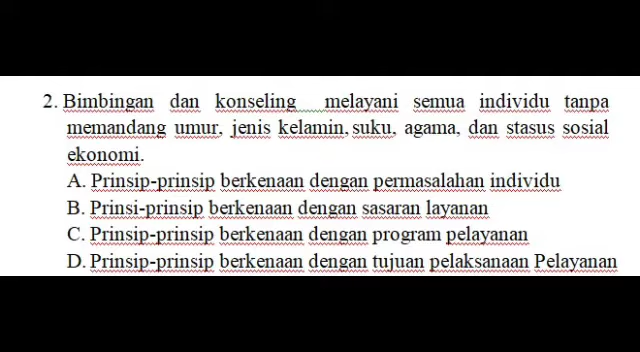 2. Bimbingan dan konseling melayani semua individu tanpa
memandang umur, jenis kelamin, suku, agama, dan stasus sosial
ekonomi.
A. Prinsip-prinsip berkenaan dengan permasalahan individu
B. Prinsi-prinsip berkenaan dengan sasaran layanan
C. Prinsip-prinsip berkenaan dengan program pelayanan
D. Prinsip-prinsip berkenaan dengan tujuan pelaksanaan Pelayanan